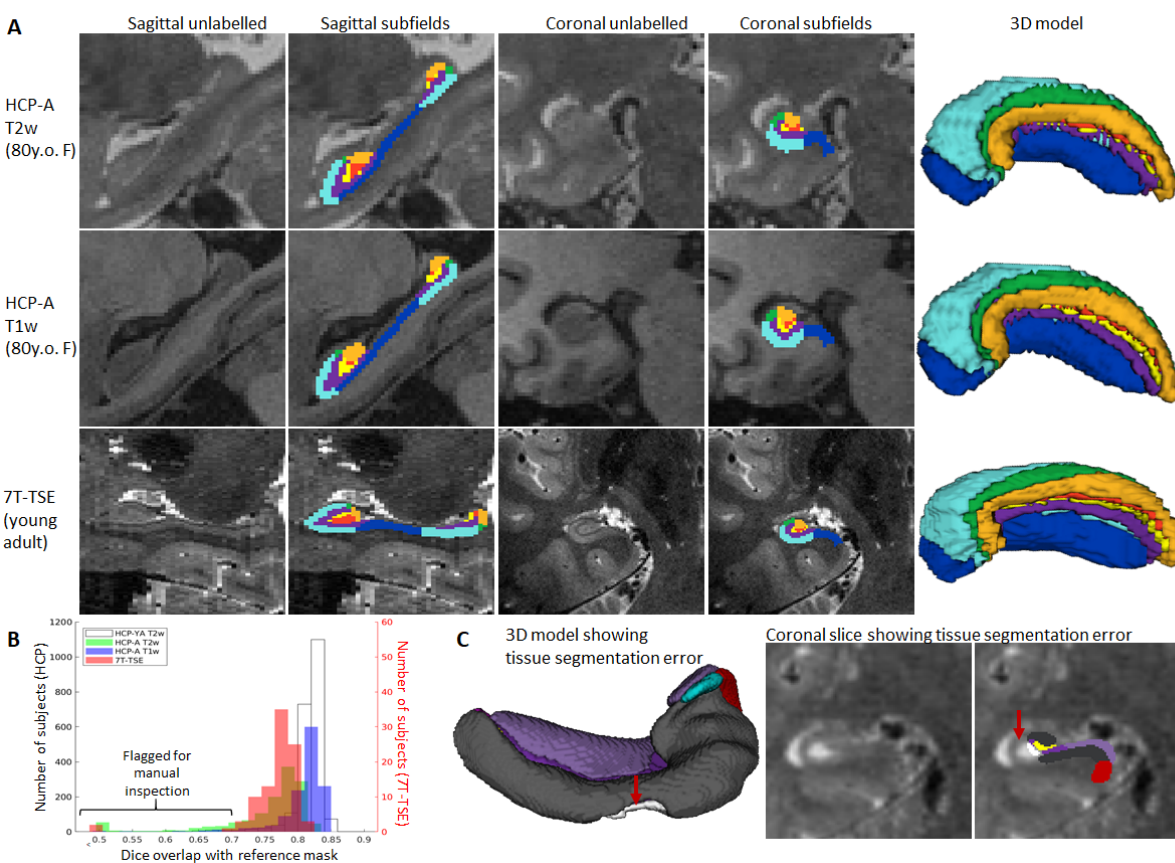 A
Sagittal unlabelled
Sagittal subfields
Coronal unlabelled
Coronal subfields
3D model
HCP-A
T2w
(80y.o. F)
HCP-A
T1w
(80y.o. F)
7T-TSE
(young
adult)
B
HCP-YA T2w
HCP-A T2w
HCP-A T1w
7T-TSE
Number of subjects (HCP)
1200
1000
800
600
400
200
0
Flagged for
manual
inspection
60
50
40
30
20
10
0
Number of subjects (7T-TSE)
< 0.5 0.55 0.6 0.65 0.7 0.75 0.8 0.85 0.9
Dice overlap with reference mask
C
3D model showing
tissue segmentation error
Coronal slice showing tissue segmentation error